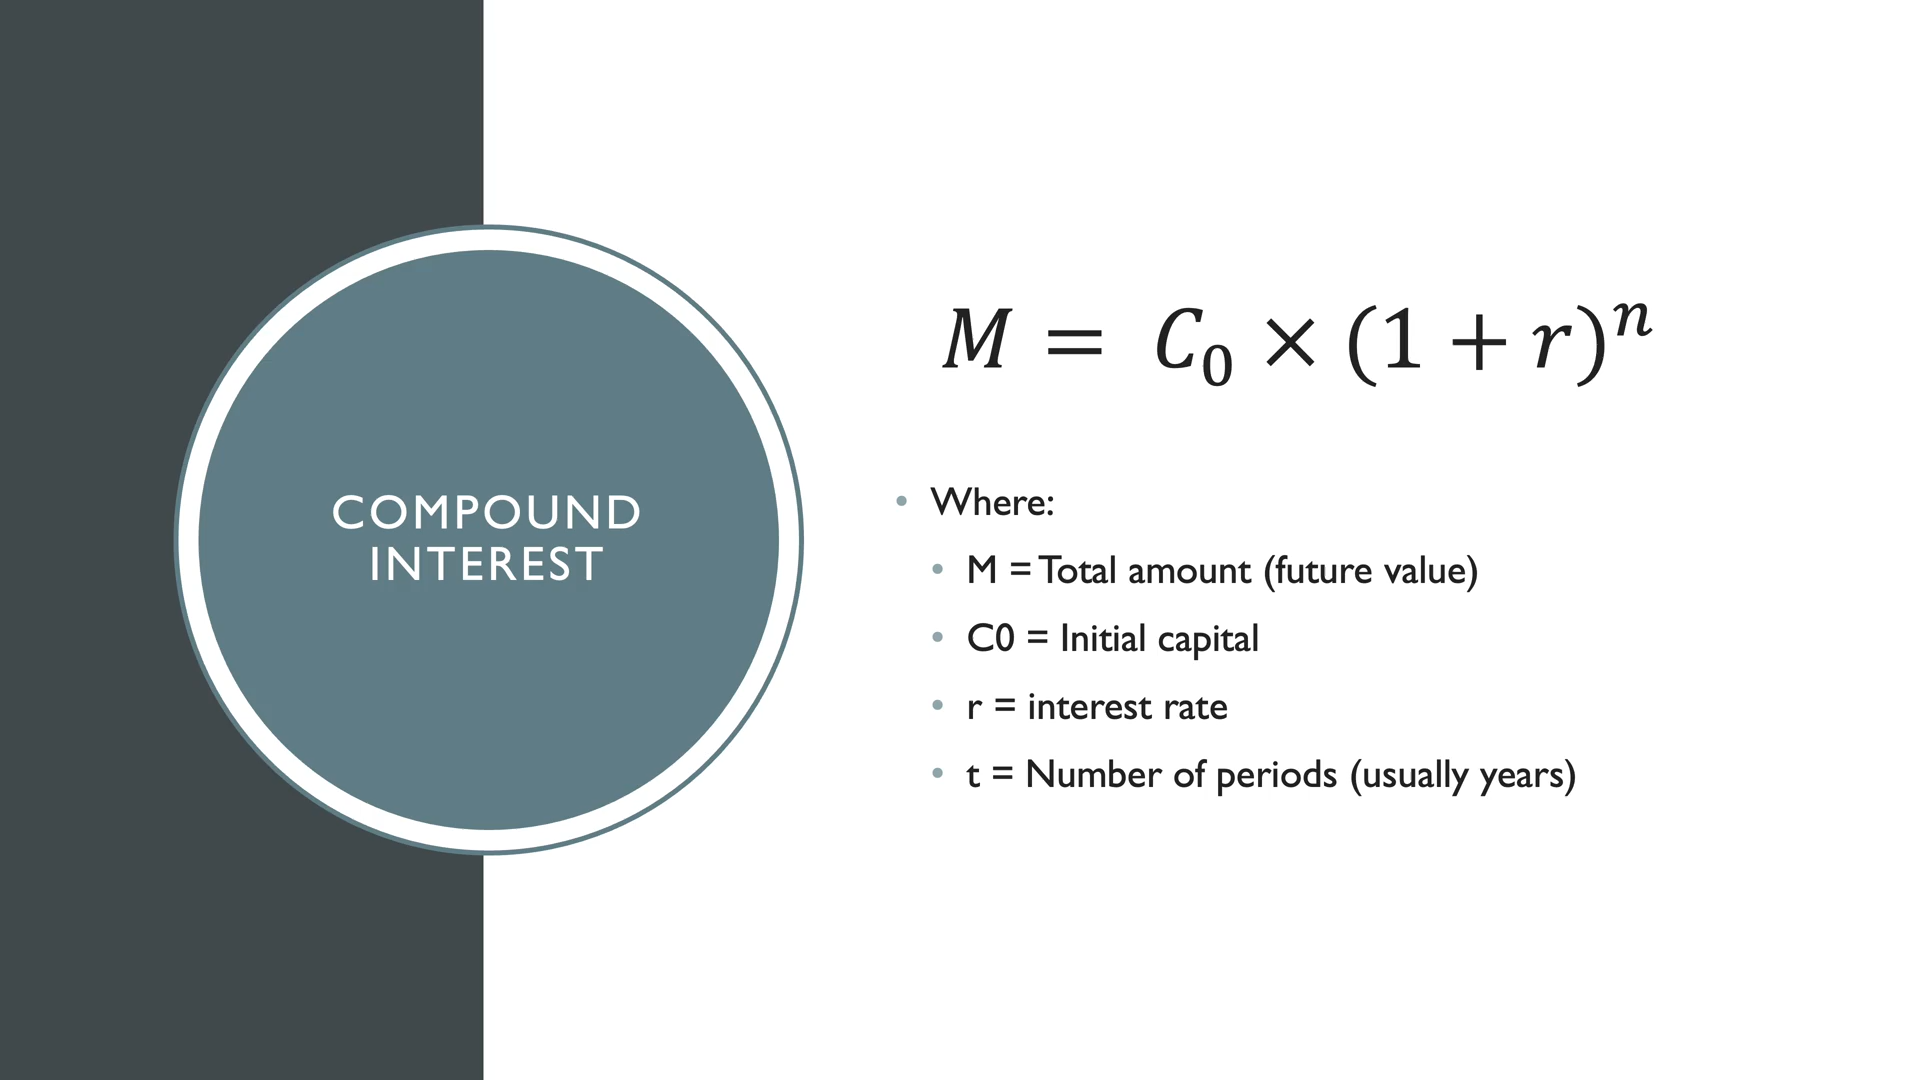 COMPOUND
INTEREST
M = C₀ × (1 + r)ⁿ
• Where:
• M = Total amount (future value)
• C0 = Initial capital
• r = interest rate
• t = Number of periods (usually years)